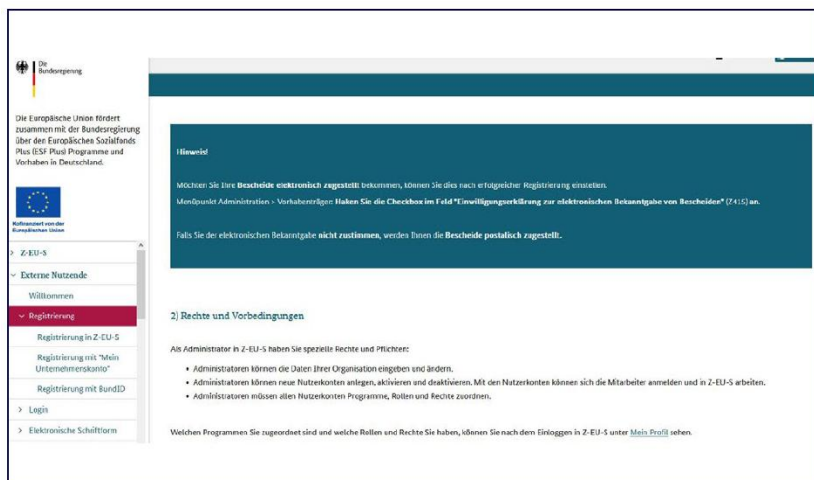 Die
Bundesregierung
Die Europäische Union fördert
zusammen mit der Bundesregierung
über den Europäischen Sozialfonds
Plus (ESF Plus) Programme und
Vorhaben in Deutschland.
Kofinanziert von der
Europäischen Union
Z-EU-S
Externe Nutzende
Willkommen
Registrierung
Registrierung in Z-EU-S
Registrierung mit "Mein
Unternehmenskonto"
Registrierung mit BundID
Login
Elektronische Schriftform
Hinweis!
Möchten Sie Ihre Bescheide elektronisch zugestellt bekommen, können Sie dies nach erfolgreicher Registrierung einstellen.
Menüpunkt Administration > Vorhabenträger: Haken Sie die Checkbox im Feld "Einwilligungserklärung zur elektronischen Bekanntgabe von Bescheiden" (Z415) an.
Falls Sie der elektronischen Bekanntgabe nicht zustimmen, werden Ihnen die Bescheide postalisch zugestellt.
2) Rechte und Vorbedingungen
Als Administrator in Z-EU-S haben Sie spezielle Rechte und Pflichten:
• Administratoren können die Daten Ihrer Organisation eingeben und ändern.
• Administratoren können neue Nutzerkonten anlegen, aktivieren und deaktivieren. Mit den Nutzerkonten können sich die Mitarbeiter anmelden und in Z-EU-S arbeiten.
• Administratoren müssen allen Nutzerkonten Programme, Rollen und Rechte zuordnen.
Welchen Programmen Sie zugeordnet sind und welche Rollen und Rechte Sie haben, können Sie nach dem Einloggen in Z-EU-S unter Mein Profil sehen.